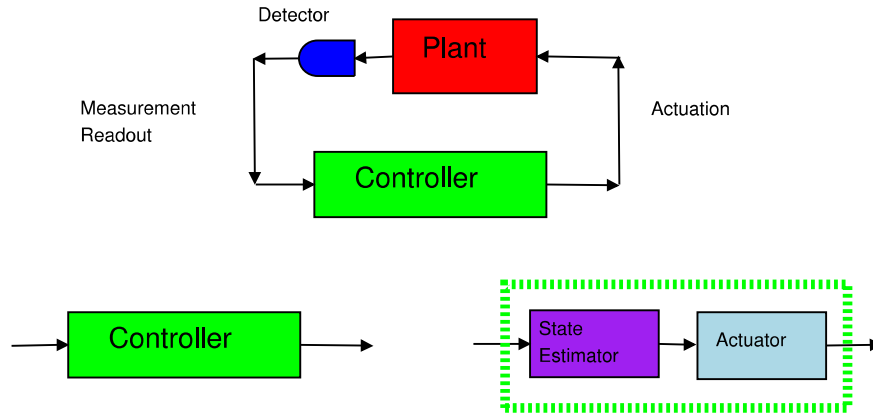 Detector
Plant
Measurement
Readout
Actuation
Controller
Controller
State
Estimator
Actuator